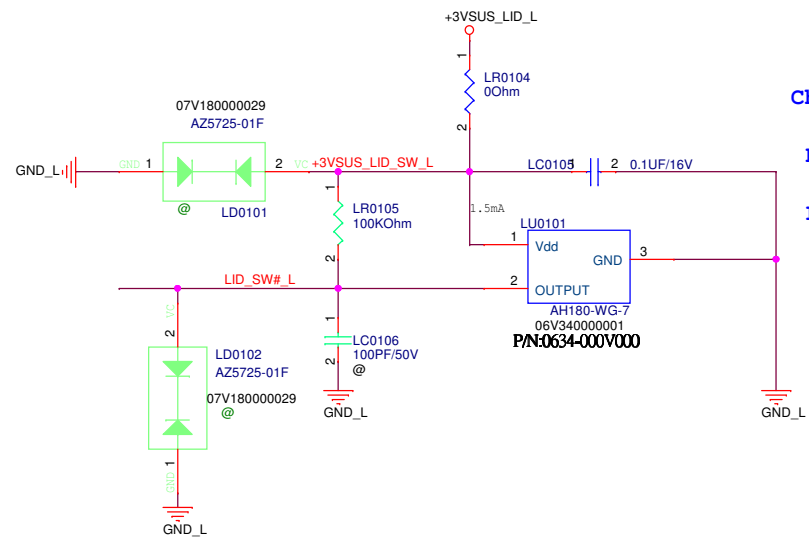 +3VSUS_LID_L
1
LR0104
0Ohm
2
07V180000029
AZ5725-01F
GND_L
GND 1
2 VC
+3VSUS_LID_SW_L
@
LD0101
LC0105
1
2
0.1UF/16V
1
LR0105
100KOhm
2
1.5mA
LU0101
1
Vdd
GND
3
LID_SW#_L
2
OUTPUT
AH180-WG-7
06V340000001
P/N:0634-000V000
VC
2
LD0102
AZ5725-01F
07V180000029
@
1
GND
GND_L
1
LC0106
100PF/50V
2
@
GND_L
GND_L